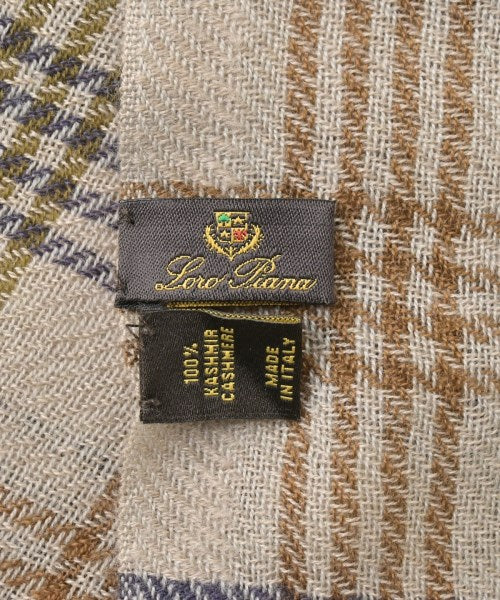 Loro Piana
100%
KASHMIR
CASHMERE
MADE
IN ITALY